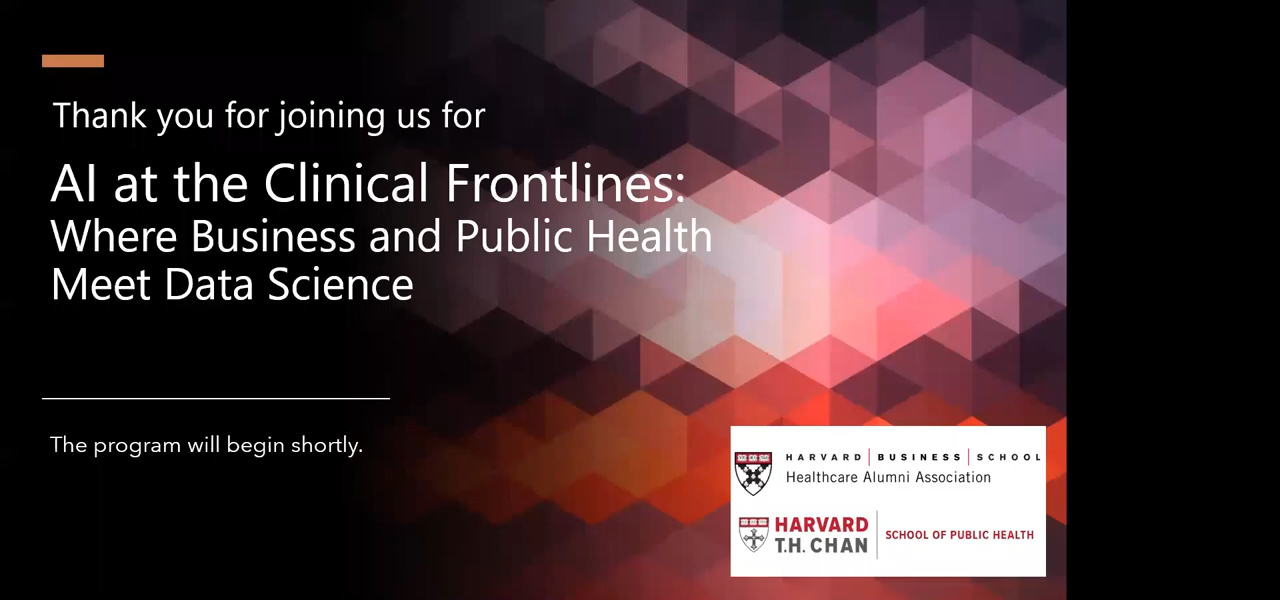 Thank you for joining us for
AI at the Clinical Frontlines:
Where Business and Public Health
Meet Data Science
The program will begin shortly.
HARVARD | BUSINESS | SCHOOL
Healthcare Alumni Association
HARVARD
T.H. CHAN
SCHOOL OF PUBLIC HEALTH